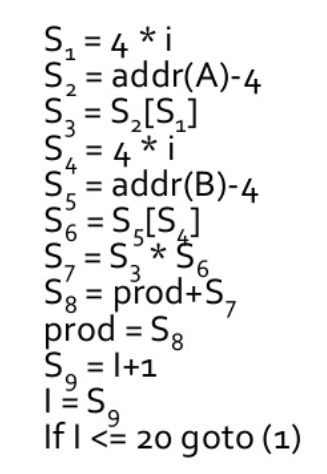 S₁ = 4 * i
S₂ = addr(A)-4
S₃ = S₂[S₁]
S₄ = 4 * i
S₅ = addr(B)-4
S₆ = S₅[S₄]
S₇ = S₃ * S₆
S₈ = prod+S₇
prod = S₈
S₉ = I+1
I = S₉
If I <= 20 goto (1)